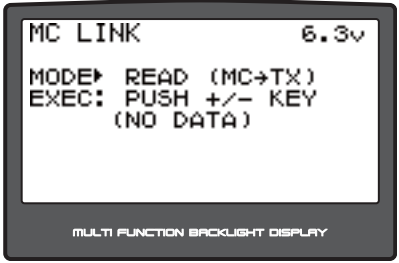 MC LINK 6.3v
MODE▸ READ (MC→TX)
EXEC: PUSH +/- KEY
(NO DATA)
MULTI FUNCTION BACKLIGHT DISPLAY